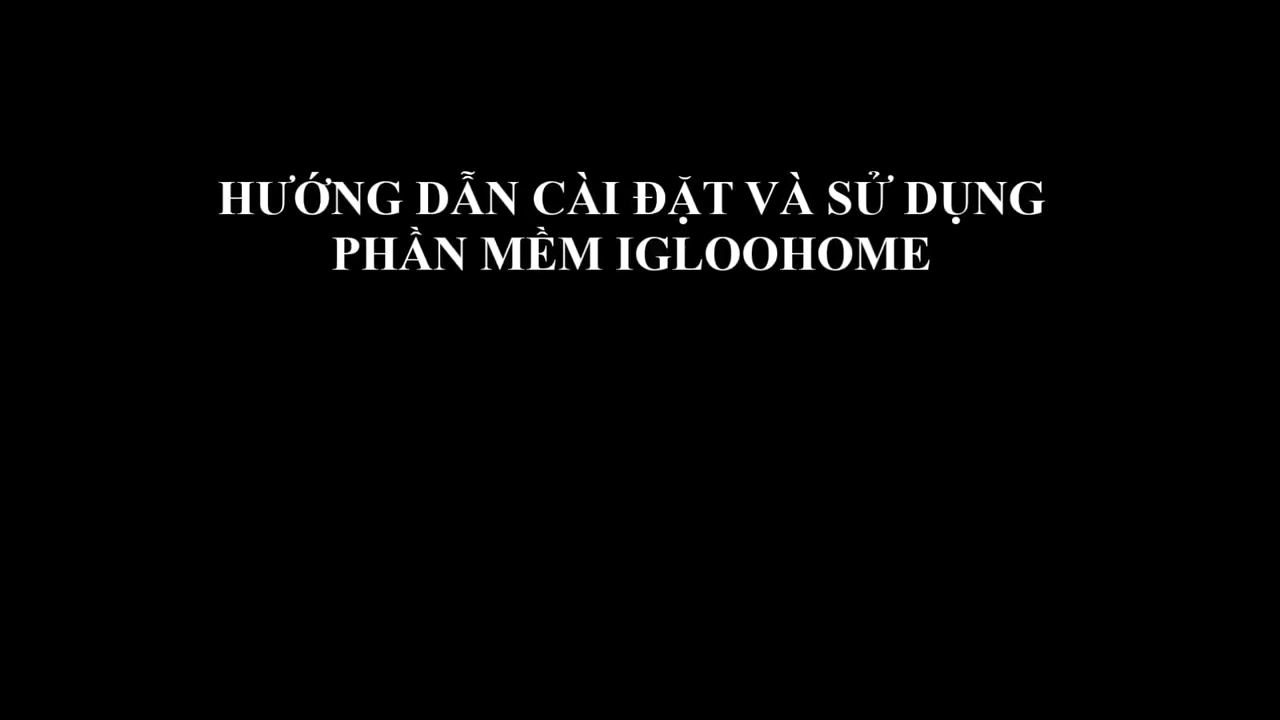 HƯỚNG DẪN CÀI ĐẶT VÀ SỬ DỤNG
PHẦN MỀM IGLOOHOME